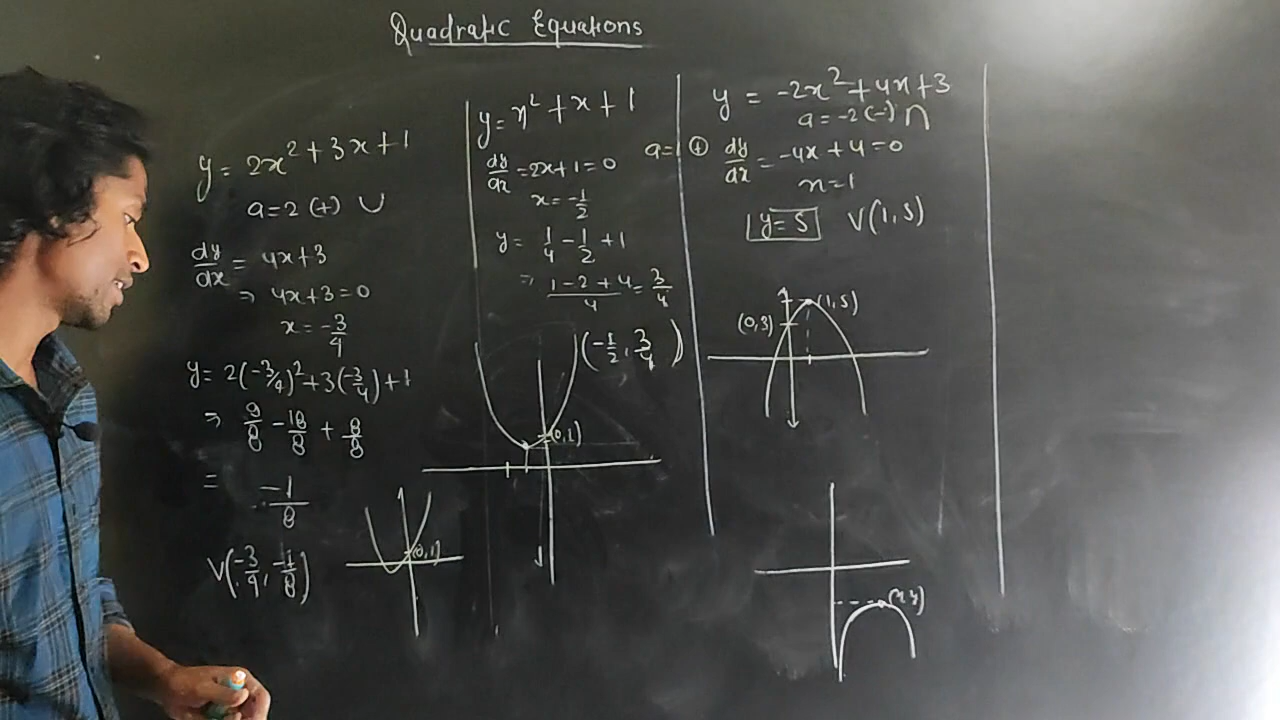 Quadratic Equations
y = 2x² + 3x + 1
a = 2 (+) ∪
dy/dx = 4x + 3
⇒ 4x + 3 = 0
x = -3/4
y = 2(-3/4)² + 3(-3/4) + 1
⇒ 9/8 - 18/8 + 8/8
= -1/8
V(-3/4, -1/8)
(0,1)
y = x² + x + 1
a = 1 (+)
dy/dx = 2x + 1 = 0
x = -1/2
y = 1/4 - 1/2 + 1
⇒ (1 - 2 + 4)/4 = 3/4
(-1/2, 3/4)
(0,1)
y = -2x² + 4x + 3
a = -2 (-) ∩
dy/dx = -4x + 4 = 0
x = 1
y = 5 V(1,5)
(1,5)
(0,3)
(x,y)